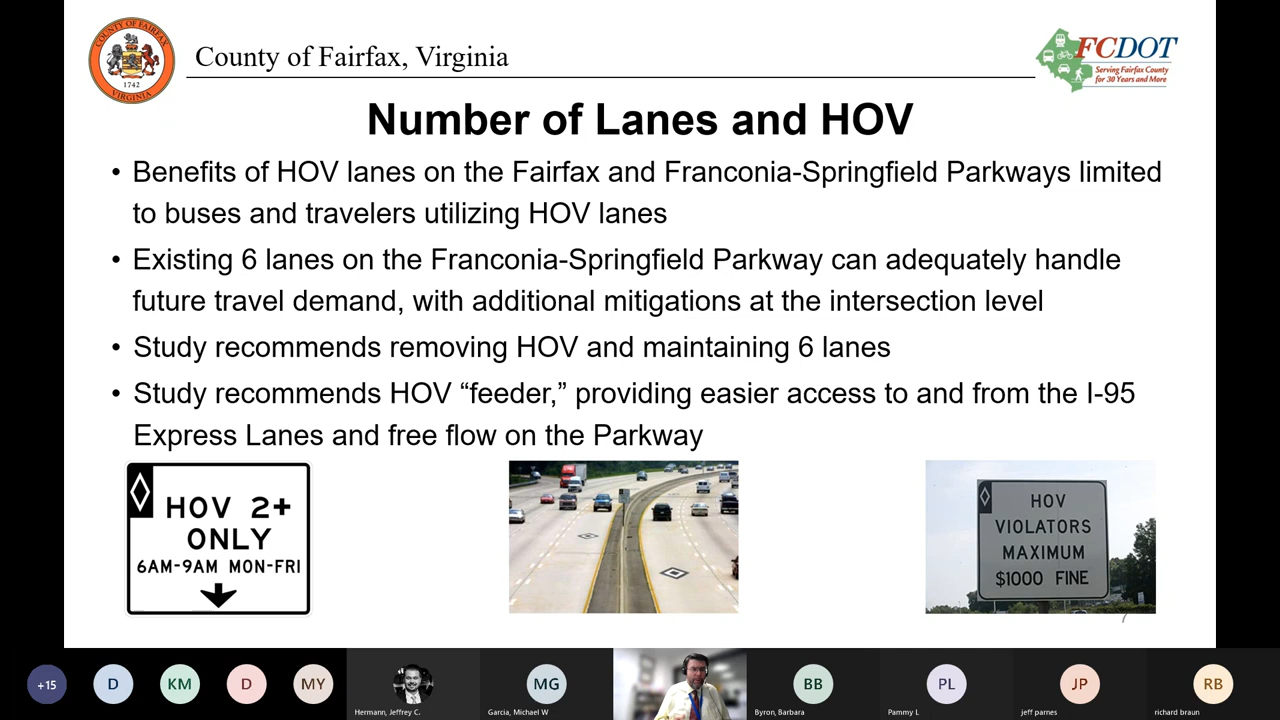 COUNTY OF FAIRFAX
1742
VIRGINIA
County of Fairfax, Virginia
FCDOT
Serving Fairfax County
for 30 Years and More
Number of Lanes and HOV
• Benefits of HOV lanes on the Fairfax and Franconia-Springfield Parkways limited
to buses and travelers utilizing HOV lanes
• Existing 6 lanes on the Franconia-Springfield Parkway can adequately handle
future travel demand, with additional mitigations at the intersection level
• Study recommends removing HOV and maintaining 6 lanes
• Study recommends HOV “feeder,” providing easier access to and from the I-95
Express Lanes and free flow on the Parkway
HOV 2+
ONLY
6AM-9AM MON-FRI
HOV
VIOLATORS
MAXIMUM
$1000 FINE
7
+15
D
KM
D
MY
Hermann, Jeffrey C.
MG
Garcia, Michael W
BB
Byron, Barbara
PL
Pammy L
JP
jeff parnes
RB
richard braun